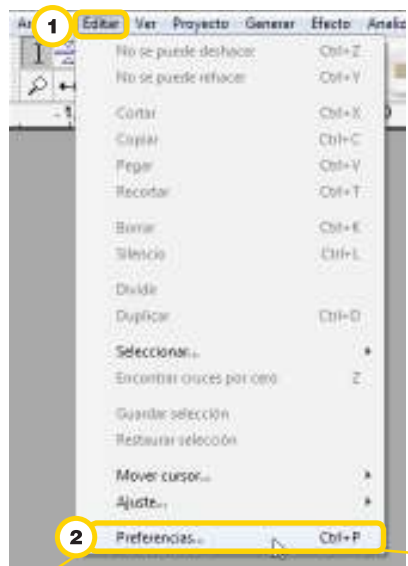 1 Editar Ver Proyecto Generar Efecto Analiz
No se puede deshacer Ctrl+Z
No se puede rehacer Ctrl+Y
Cortar Ctrl+X
Copiar Ctrl+C
Pegar Ctrl+V
Recortar Ctrl+T
Borrar Ctrl+K
Silencio Ctrl+L
Dividir
Duplicar Ctrl+D
Seleccionar...
Encontrar cruces por cero Z
Guardar selección
Restaurar selección
Mover cursor...
Ajuste...
2 Preferencias... Ctrl+P